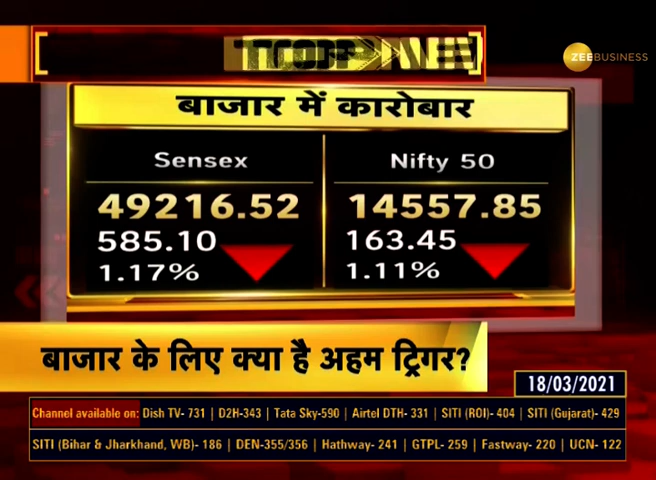 ZEEBUSINESS
बाजार में कारोबार
Sensex
49216.52
585.10
1.17%
Nifty 50
14557.85
163.45
1.11%
बाजार के लिए क्या है अहम ट्रिगर?
18/03/2021
Channel available on: Dish TV- 731 | D2H-343 | Tata Sky-590 | Airtel DTH- 331 | SITI (ROI)- 404 | SITI (Gujarat)- 429
SITI (Bihar & Jharkhand, WB)- 186 | DEN-355/356 | Hathway- 241 | GTPL- 259 | Fastway- 220 | UCN- 122